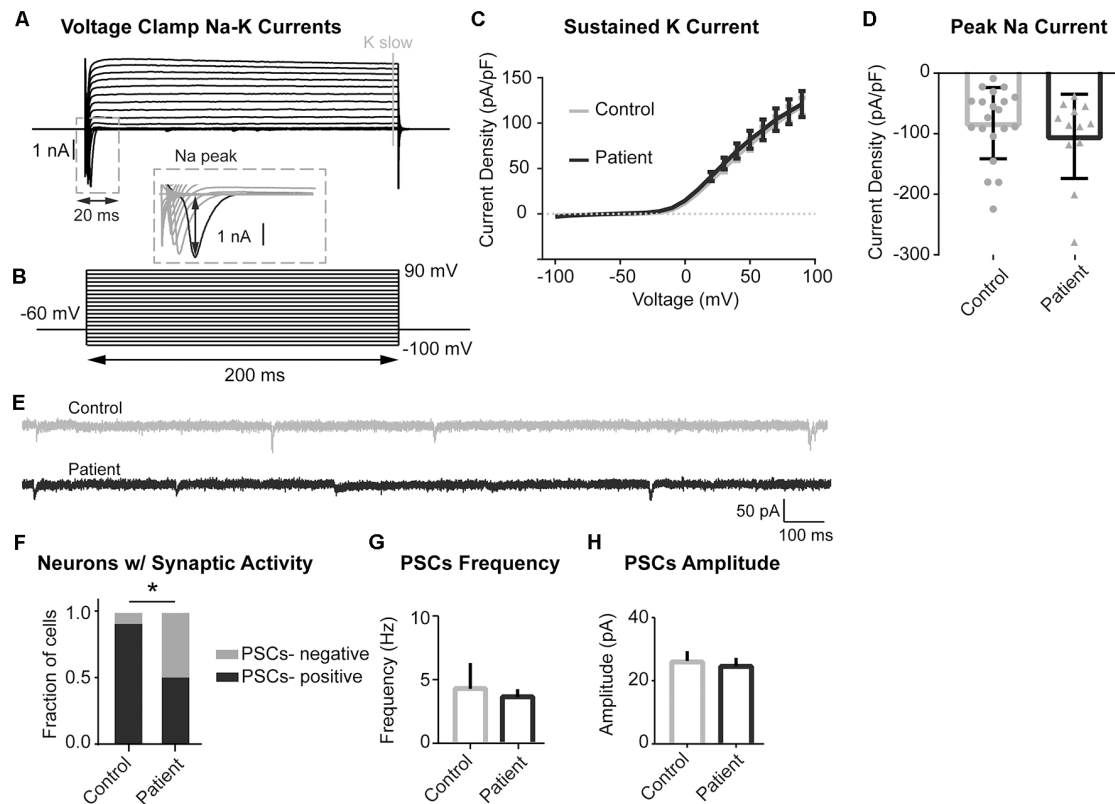 A
Voltage Clamp Na-K Currents
K slow
1 nA
20 ms
Na peak
1 nA
B
90 mV
-60 mV
-100 mV
200 ms
C
Sustained K Current
Current Density (pA/pF)
150
100
50
0
-100
-50
0
50
100
Voltage (mV)
Control
Patient
D
Peak Na Current
Current Density (pA/pF)
0
-100
-200
-300
Control
Patient
E
Control
Patient
50 pA
100 ms
F
Neurons w/ Synaptic Activity
*
Fraction of cells
1.0
0.5
0.0
Control
Patient
PSCs- negative
PSCs- positive
G
PSCs Frequency
Frequency (Hz)
10
5
0
Control
Patient
H
PSCs Amplitude
Amplitude (pA)
40
20
0
Control
Patient